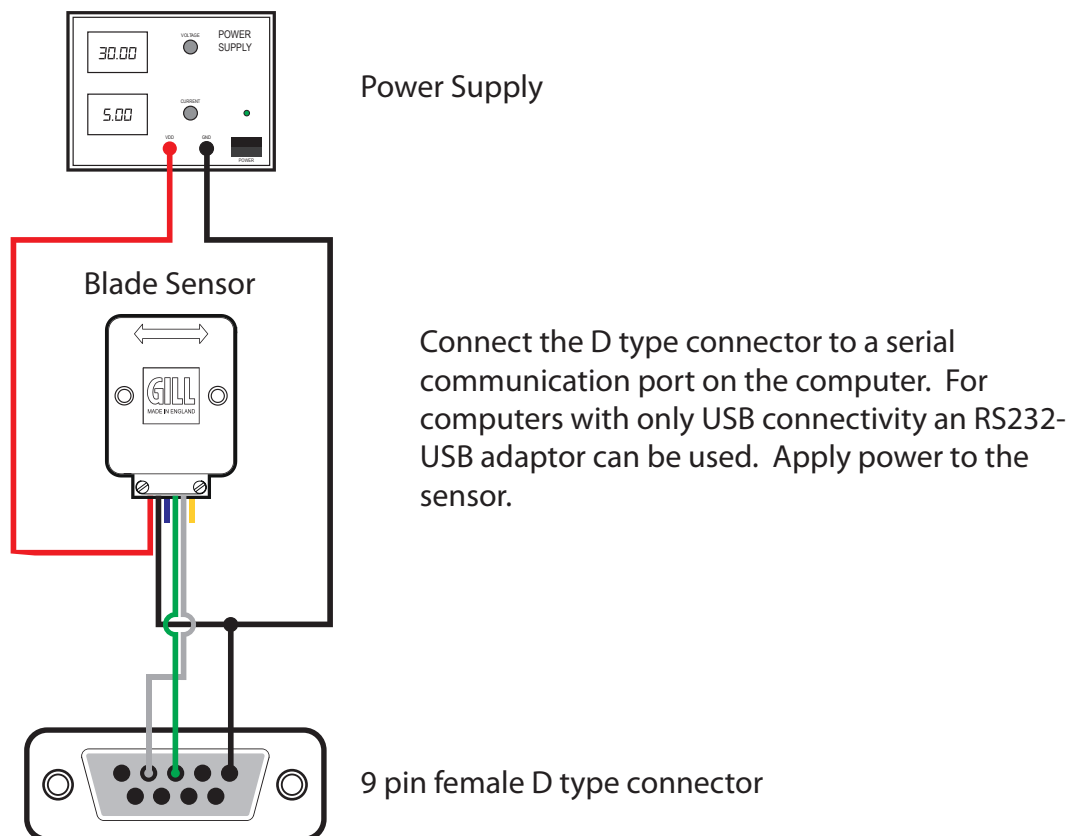 VOLTAGE
POWER
SUPPLY
30.00
CURRENT
5.00
VDD
GND
POWER
Power Supply
Blade Sensor
GILL
MADE IN ENGLAND
Connect the D type connector to a serial
communication port on the computer.  For
computers with only USB connectivity an RS232-
USB adaptor can be used.  Apply power to the
sensor.
9 pin female D type connector